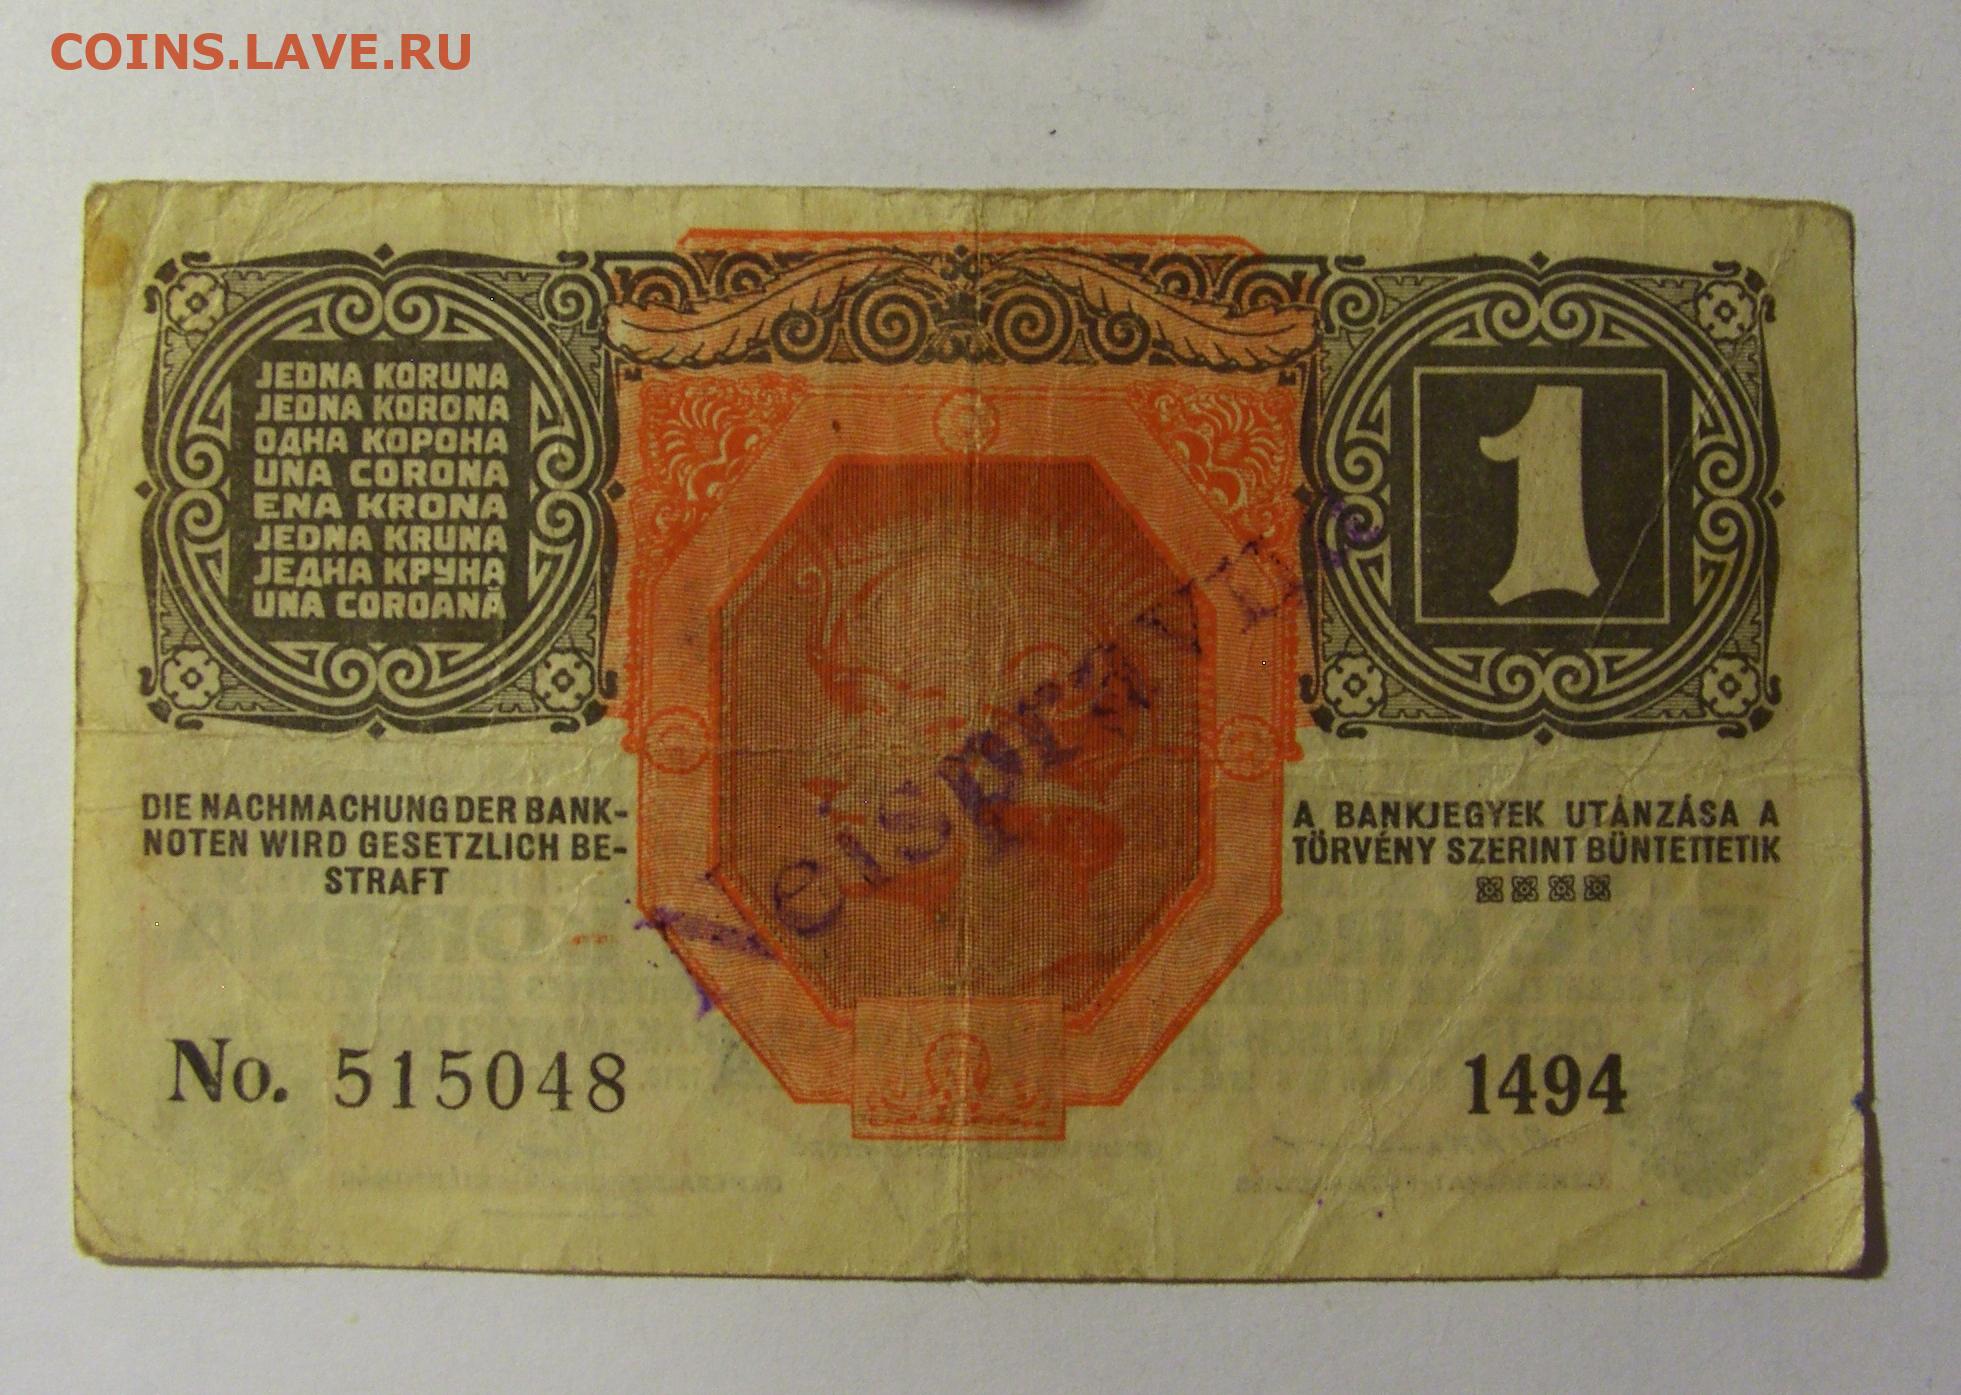 COINS.LAVE.RU
JEDNA KORUNA
JEDNA KORONA
ОДНА КОРОНА
UNA CORONA
ENA KRONA
JEDNA KRUNA
ЈЕДНА КРУНА
UNA COROANĂ
1
DIE NACHMACHUNG DER BANK-
NOTEN WIRD GESETZLICH BE-
STRAFT
A BANKJEGYEK UTÁNZÁSA A
TÖRVÉNY SZERINT BÜNTETTETIK
Neispravna
No. 515048
1494